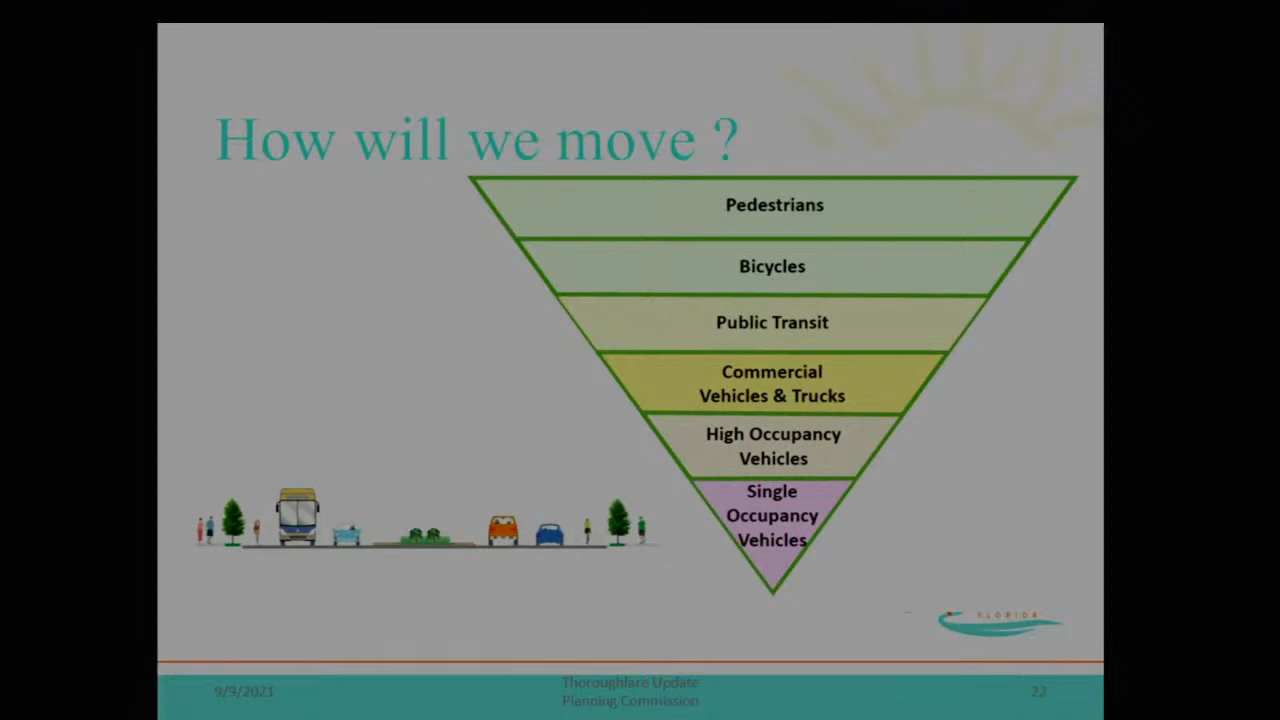 How will we move ?
Pedestrians
Bicycles
Public Transit
Commercial
Vehicles & Trucks
High Occupancy
Vehicles
Single
Occupancy
Vehicles
FLORIDA
9/9/2021
Thoroughfare Update
Planning Commission
22